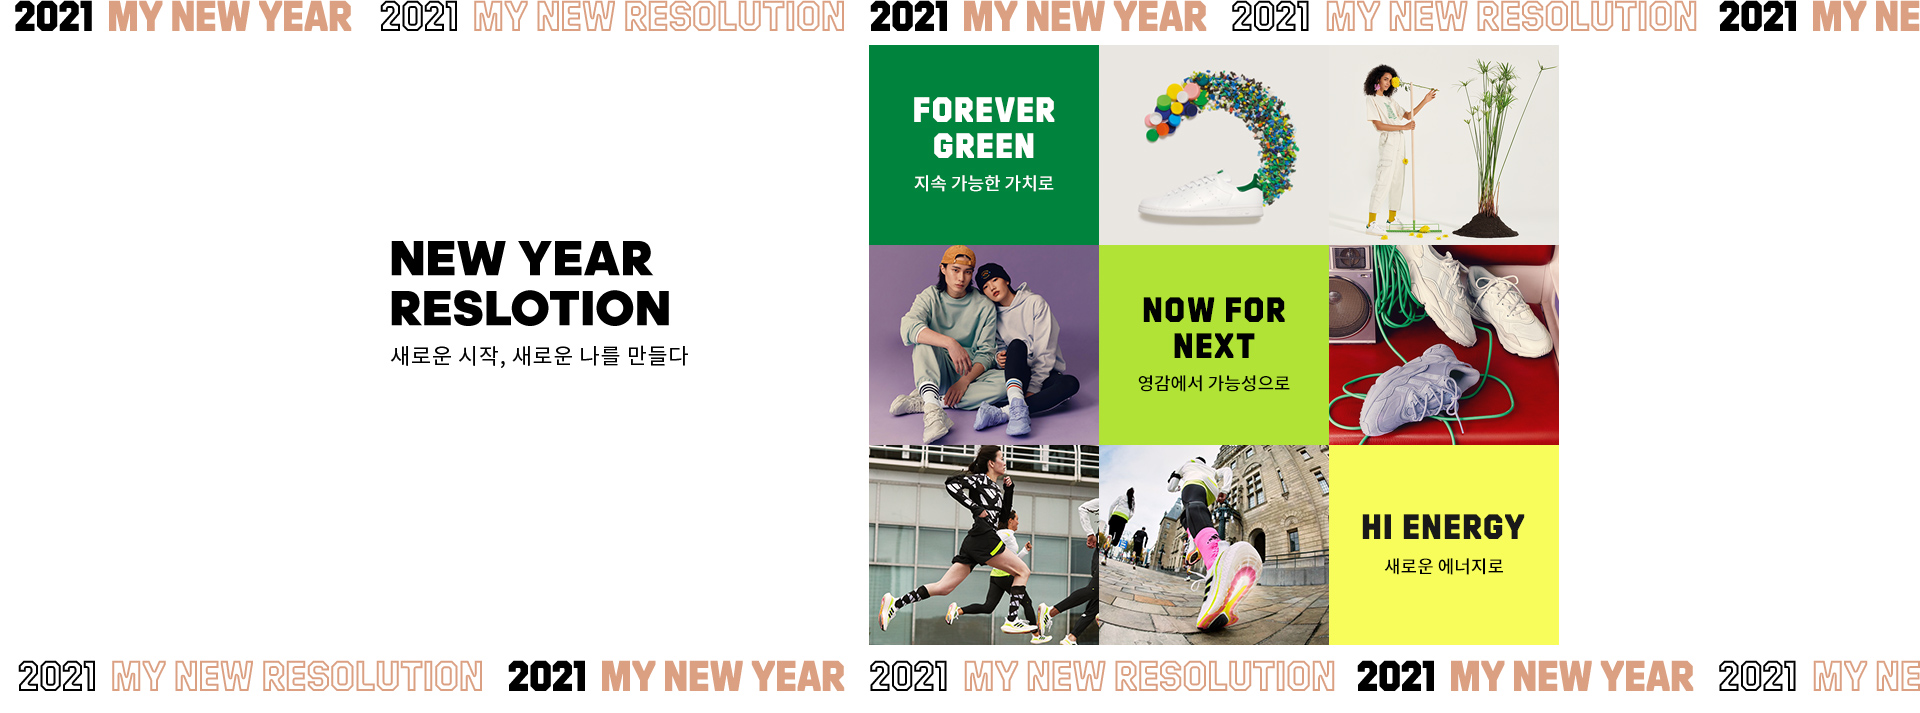 2021 MY NEW YEAR 2021 MY NEW RESOLUTION 2021 MY NEW YEAR 2021 MY NEW RESOLUTION 2021 MY NE
FOREVER
GREEN
지속 가능한 가치로
NEW YEAR
RESLOTION
새로운 시작, 새로운 나를 만들다
NOW FOR
NEXT
영감에서 가능성으로
HI ENERGY
새로운 에너지로
2021 MY NEW RESOLUTION 2021 MY NEW YEAR 2021 MY NEW RESOLUTION 2021 MY NEW YEAR 2021 MY NE